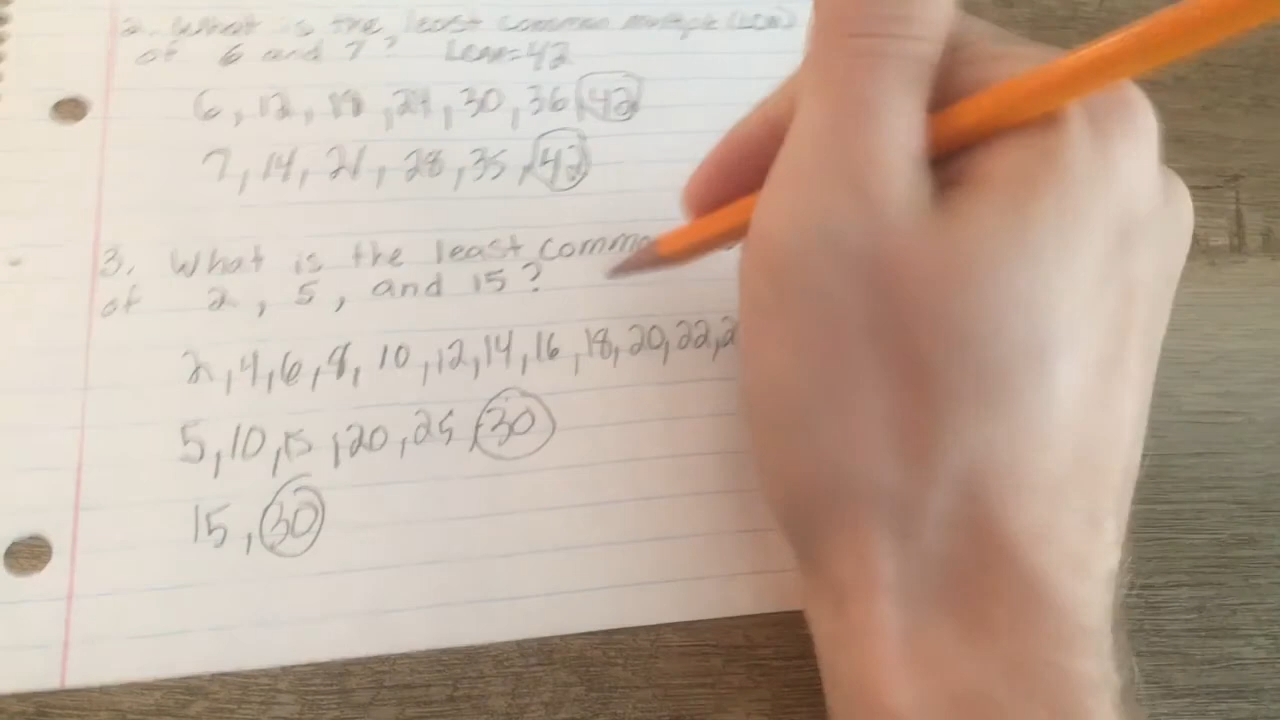 2. What is the least common multiple (LCM)
of 6 and 7? LCM=42
6, 12, 18, 24, 30, 36, 42
7, 14, 21, 28, 35, 42
3. What is the least commo
of 2, 5, and 15?
2, 4, 6, 8, 10, 12, 14, 16, 18, 20, 22, 2
5, 10, 15, 20, 25, 30
15, 30